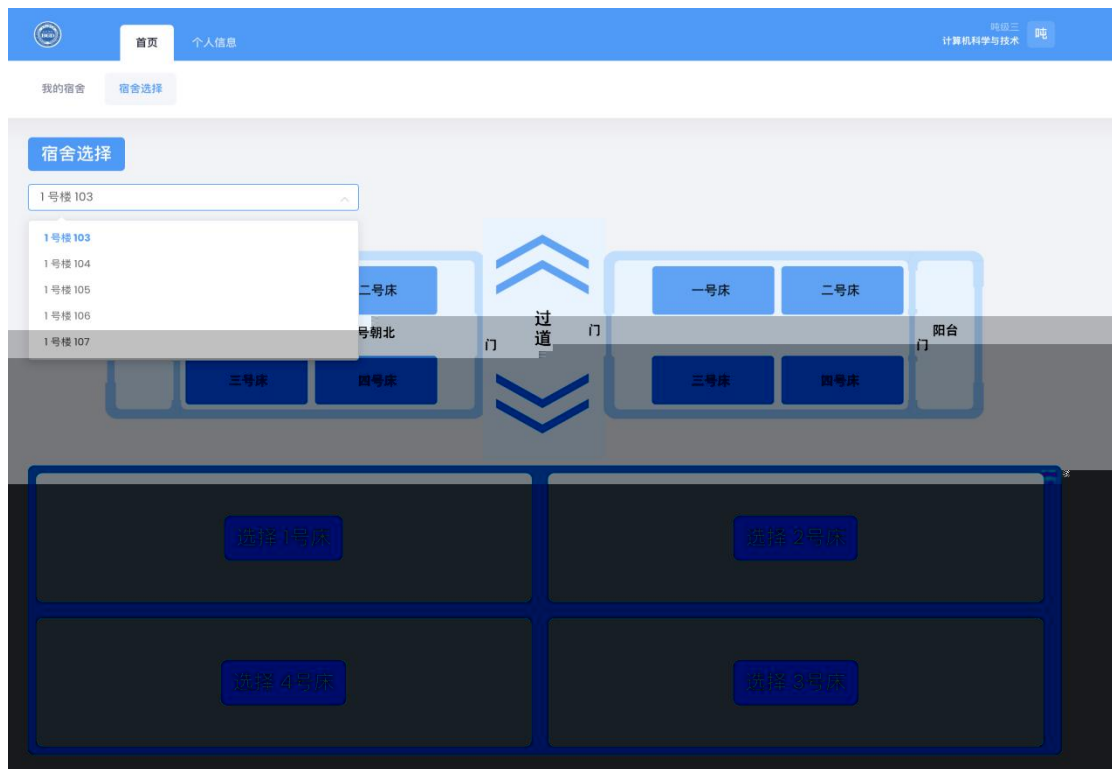 吨级三
首页 个人信息
计算机科学与技术 吨
我的宿舍 宿舍选择
宿舍选择
1号楼 103
1号楼 103
1号楼 104
1号楼 105
1号楼 106
1号楼 107
二号床
一号床 二号床
过道
门
号朝北
阳台
门
门
三号床 四号床
三号床 四号床
选择 1号床 选择 2号床
选择 4号床 选择 3号床